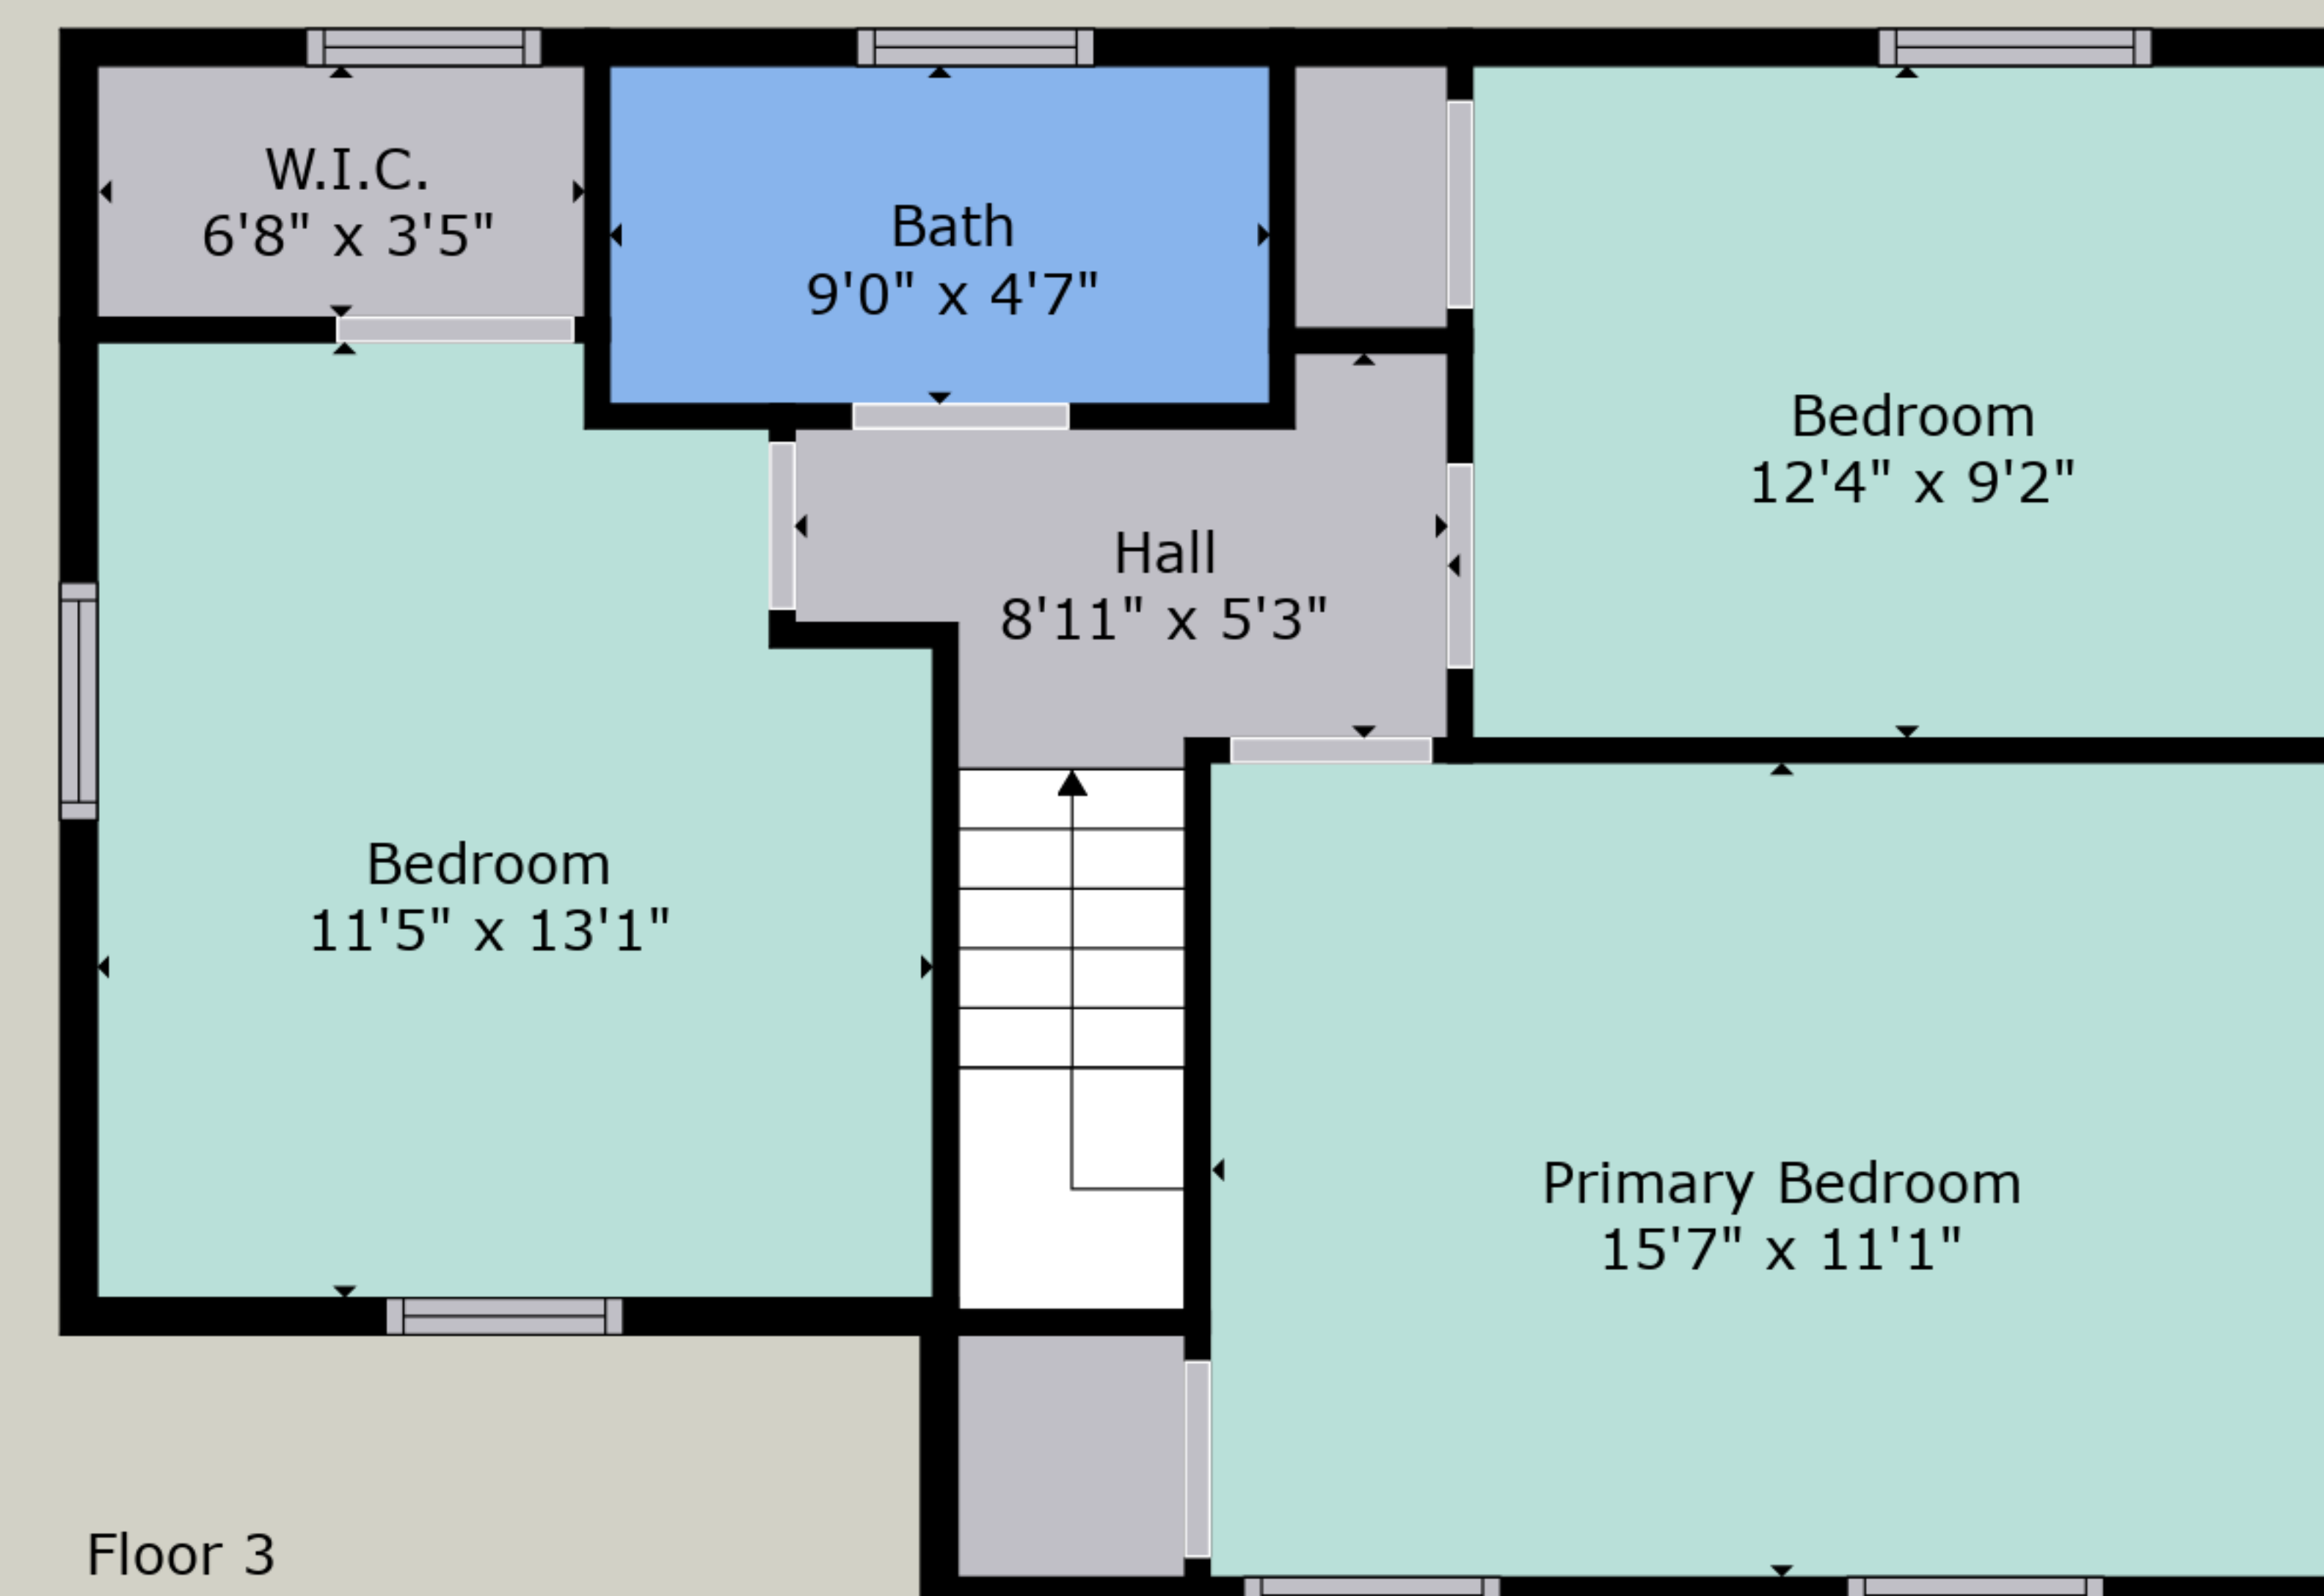 W.I.C.
6'8" x 3'5"
Bath
9'0" x 4'7"
Bedroom
12'4" x 9'2"
Hall
8'11" x 5'3"
Bedroom
11'5" x 13'1"
Primary Bedroom
15'7" x 11'1"
Floor 3